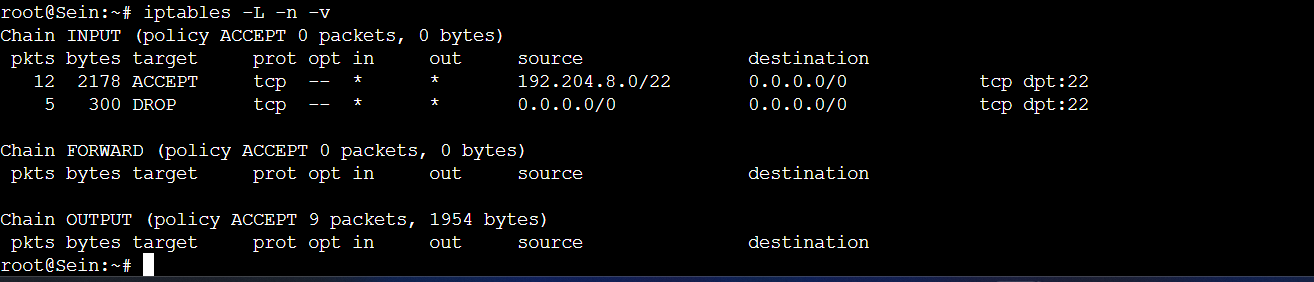 root@Sein:~# iptables -L -n -v
Chain INPUT (policy ACCEPT 0 packets, 0 bytes)
 pkts bytes target     prot opt in     out     source               destination
   12  2178 ACCEPT     tcp  --  *      *       192.204.8.0/22       0.0.0.0/0            tcp dpt:22
    5   300 DROP       tcp  --  *      *       0.0.0.0/0            0.0.0.0/0            tcp dpt:22

Chain FORWARD (policy ACCEPT 0 packets, 0 bytes)
 pkts bytes target     prot opt in     out     source               destination

Chain OUTPUT (policy ACCEPT 9 packets, 1954 bytes)
 pkts bytes target     prot opt in     out     source               destination
root@Sein:~#